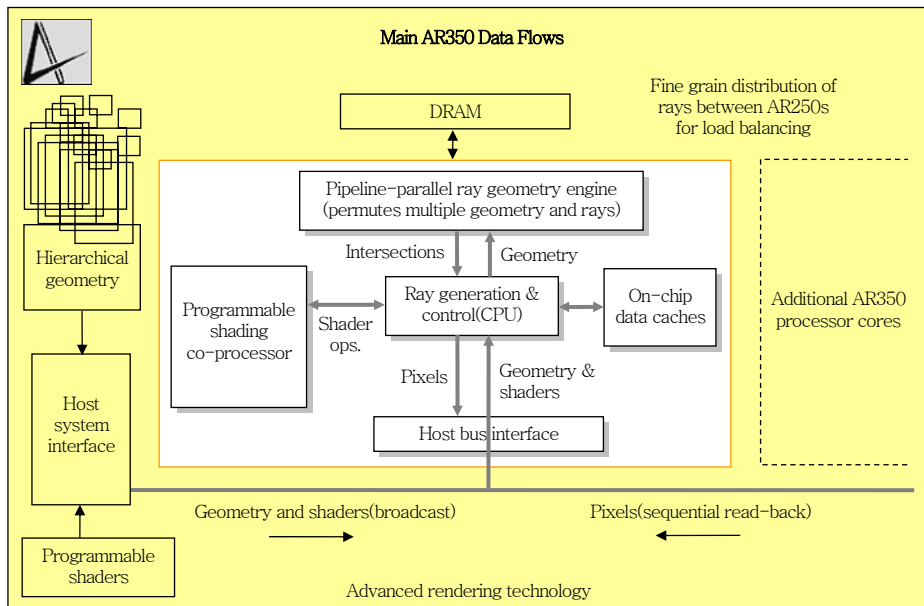 Main AR350 Data Flows
Fine grain distribution of
rays between AR250s
for load balancing
DRAM
Pipeline-parallel ray geometry engine
(permutes multiple geometry and rays)
Hierarchical
geometry
Intersections
Geometry
Programmable
shading
co-processor
Shader
ops.
Ray generation &
control(CPU)
On-chip
data caches
Additional AR350
processor cores
Pixels
Geometry &
shaders
Host
system
interface
Host bus interface
Geometry and shaders(broadcast)
Pixels(sequential read-back)
Programmable
shaders
Advanced rendering technology